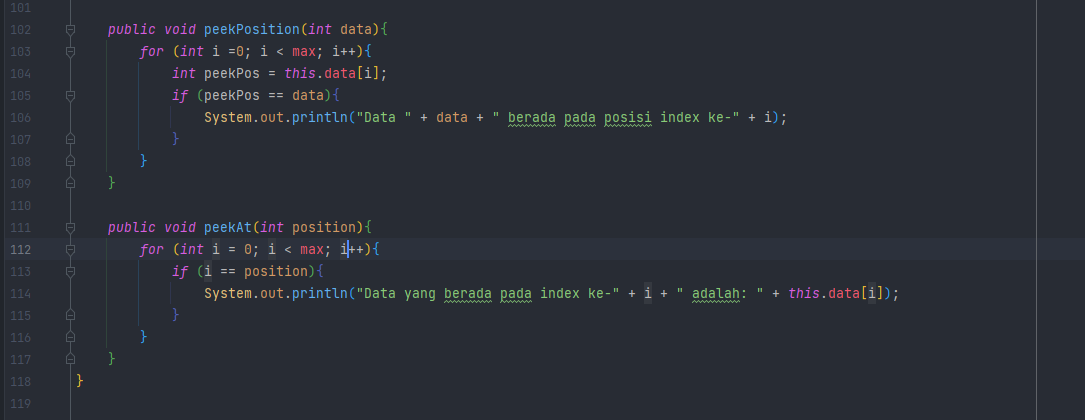 101
102 public void peekPosition(int data){
103 for (int i =0; i < max; i++){
104 int peekPos = this.data[i];
105 if (peekPos == data){
106 System.out.println("Data " + data + " berada pada posisi index ke-" + i);
107 }
108 }
109 }
110
111 public void peekAt(int position){
112 for (int i = 0; i < max; i++){
113 if (i == position){
114 System.out.println("Data yang berada pada index ke-" + i + " adalah: " + this.data[i]);
115 }
116 }
117 }
118 }
119